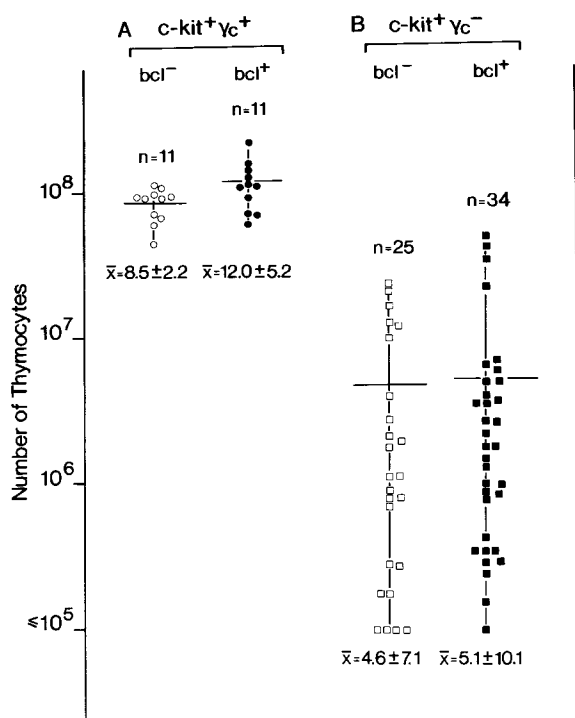 A c-kit⁺γc⁺
B c-kit⁺γc⁻
bcl⁻ bcl⁺
bcl⁻ bcl⁺
n=11
n=11
n=25
n=34
Number of Thymocytes
10⁸
10⁷
10⁶
≤10⁵
x̄=8.5±2.2
x̄=12.0±5.2
x̄=4.6±7.1
x̄=5.1±10.1